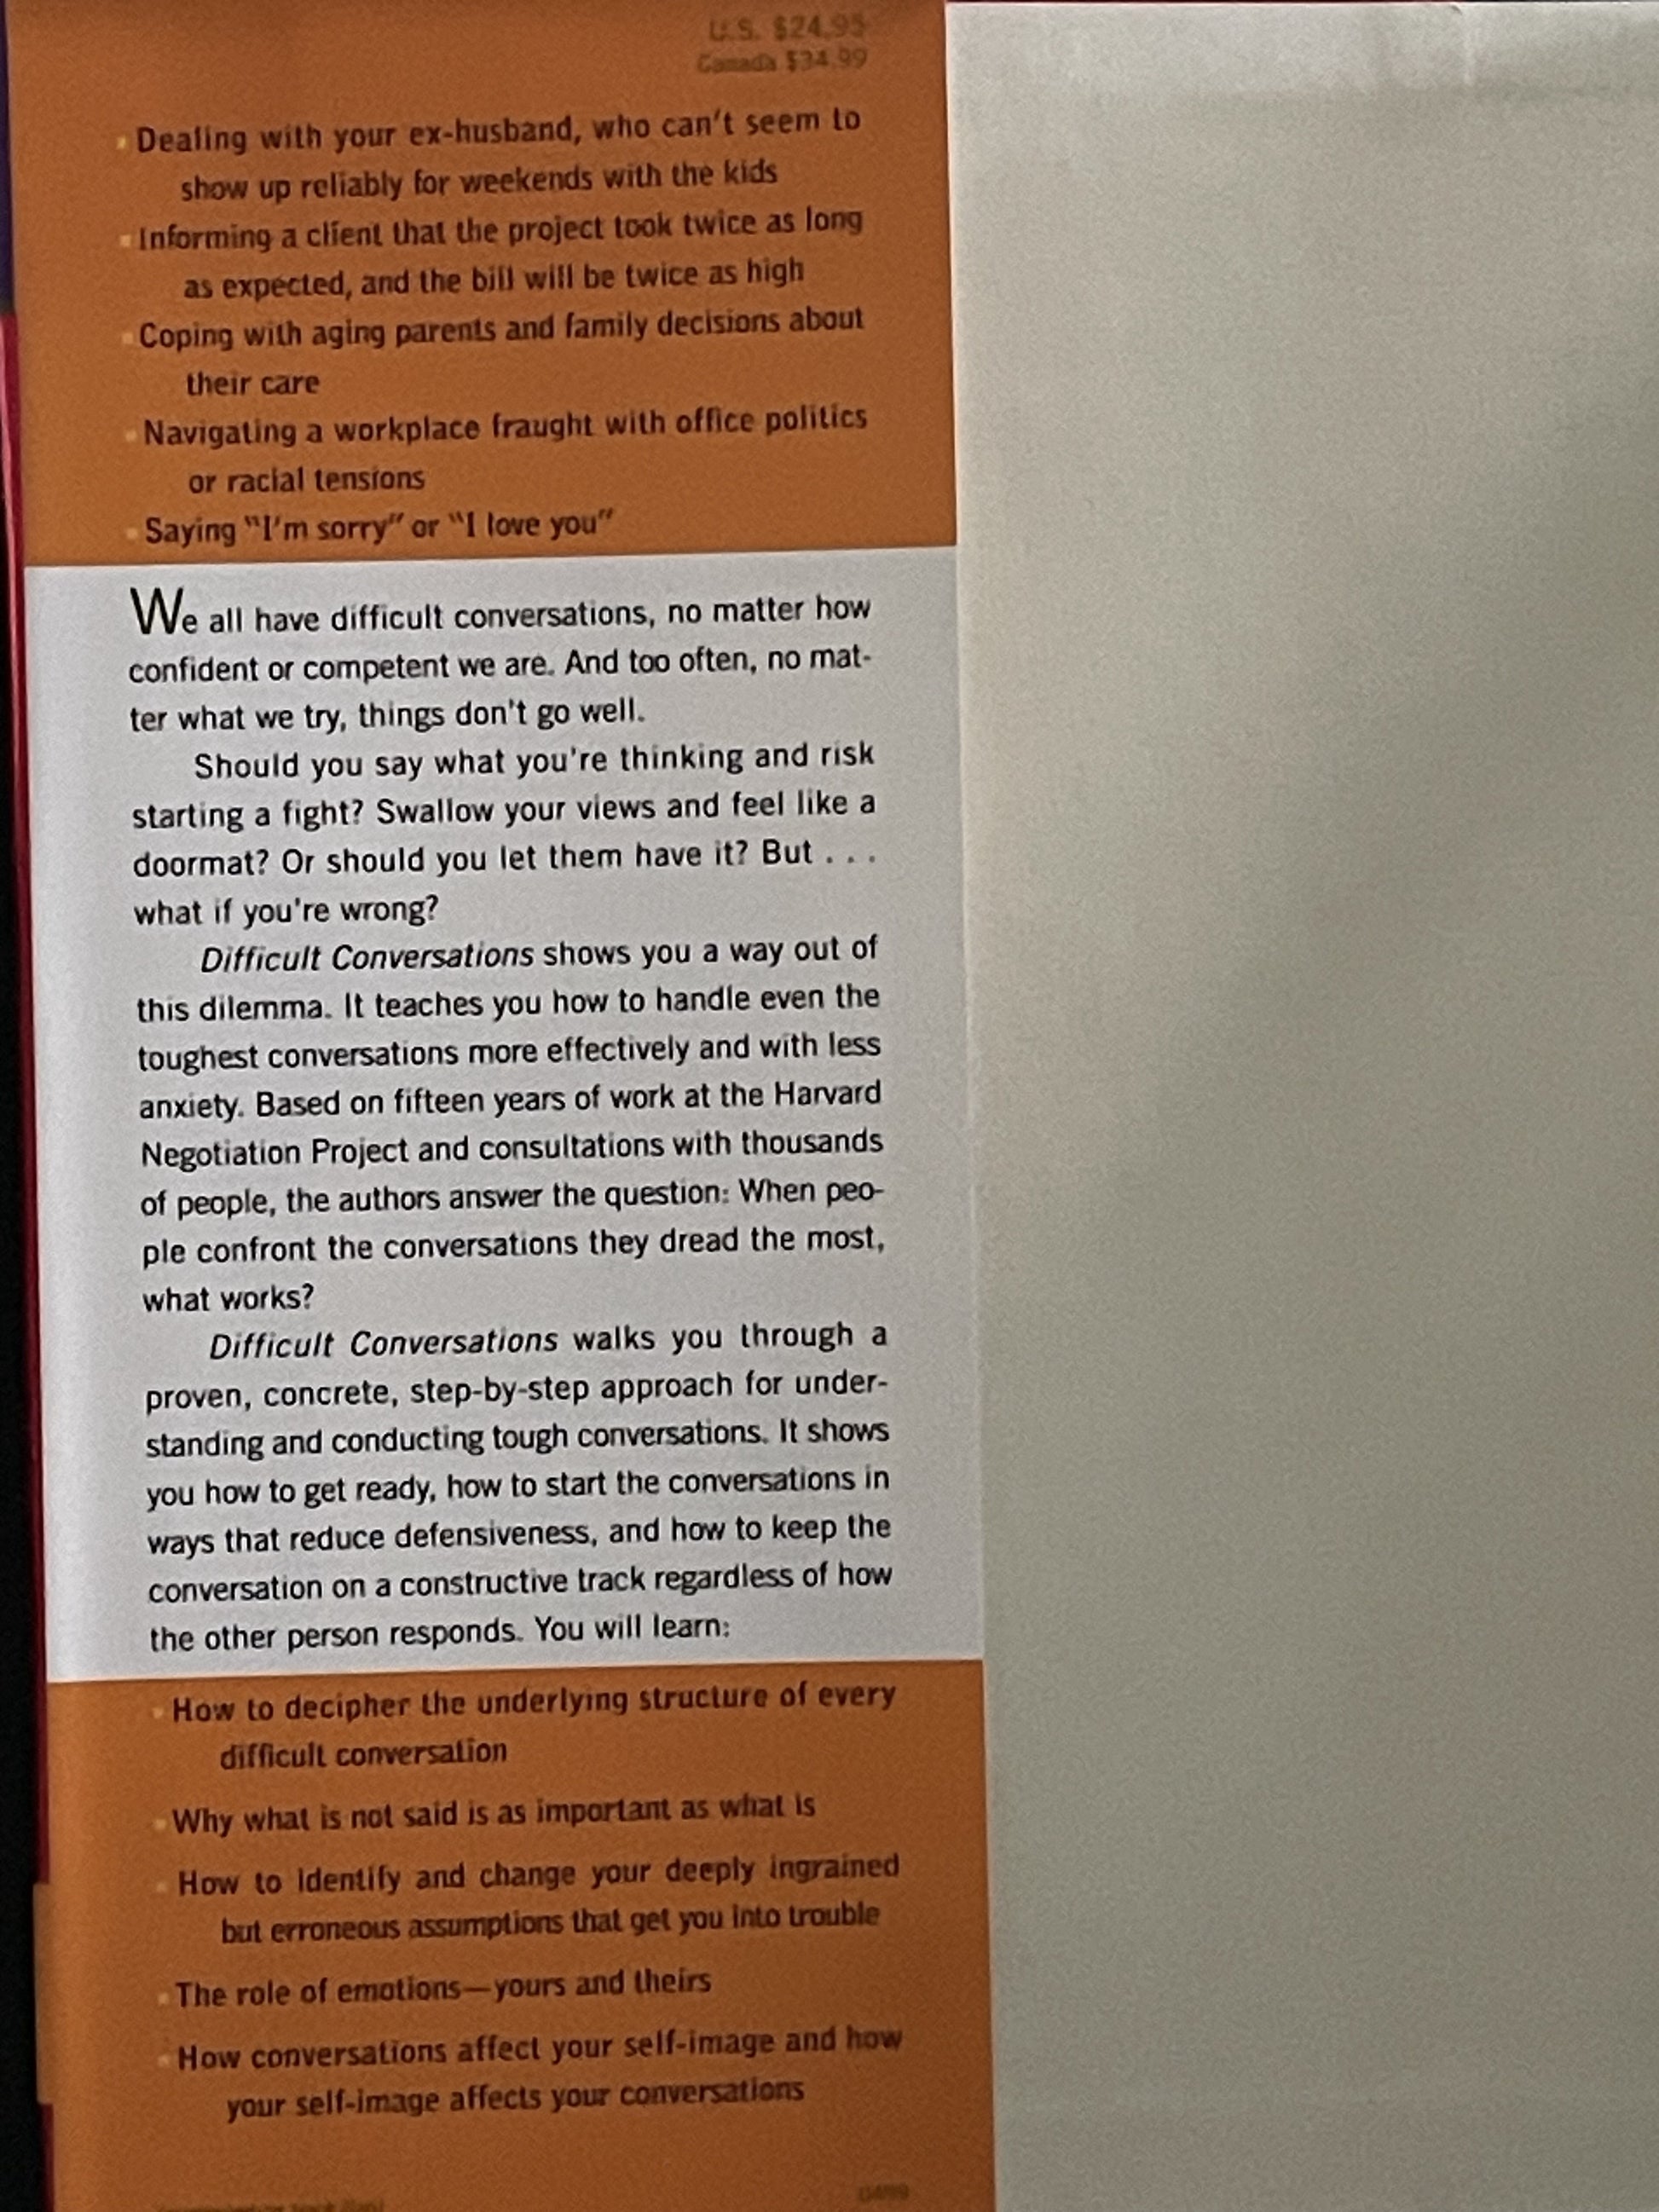 U.S. $24.95
Canada $34.99
Dealing with your ex-husband, who can't seem to
show up reliably for weekends with the kids
Informing a client that the project took twice as long
as expected, and the bill will be twice as high
Coping with aging parents and family decisions about
their care
Navigating a workplace fraught with office politics
or racial tensions
Saying "I'm sorry" or "I love you"
We all have difficult conversations, no matter how
confident or competent we are. And too often, no mat-
ter what we try, things don't go well.
Should you say what you're thinking and risk
starting a fight? Swallow your views and feel like a
doormat? Or should you let them have it? But . . .
what if you're wrong?
Difficult Conversations shows you a way out of
this dilemma. It teaches you how to handle even the
toughest conversations more effectively and with less
anxiety. Based on fifteen years of work at the Harvard
Negotiation Project and consultations with thousands
of people, the authors answer the question: When peo-
ple confront the conversations they dread the most,
what works?
Difficult Conversations walks you through a
proven, concrete, step-by-step approach for under-
standing and conducting tough conversations. It shows
you how to get ready, how to start the conversations in
ways that reduce defensiveness, and how to keep the
conversation on a constructive track regardless of how
the other person responds. You will learn:
How to decipher the underlying structure of every
difficult conversation
Why what is not said is as important as what is
How to identify and change your deeply ingrained
but erroneous assumptions that get you into trouble
The role of emotions—yours and theirs
How conversations affect your self-image and how
your self-image affects your conversations